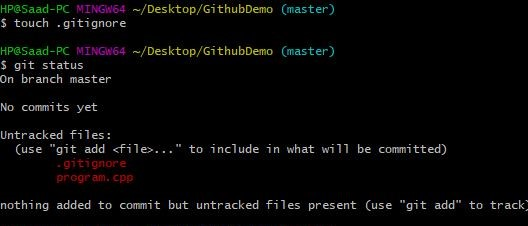 HP@Saad-PC MINGW64 ~/Desktop/GithubDemo (master)
$ touch .gitignore
HP@Saad-PC MINGW64 ~/Desktop/GithubDemo (master)
$ git status
On branch master
No commits yet
Untracked files:
(use "git add <file>..." to include in what will be committed)
.gitignore
program.cpp
nothing added to commit but untracked files present (use "git add" to track)